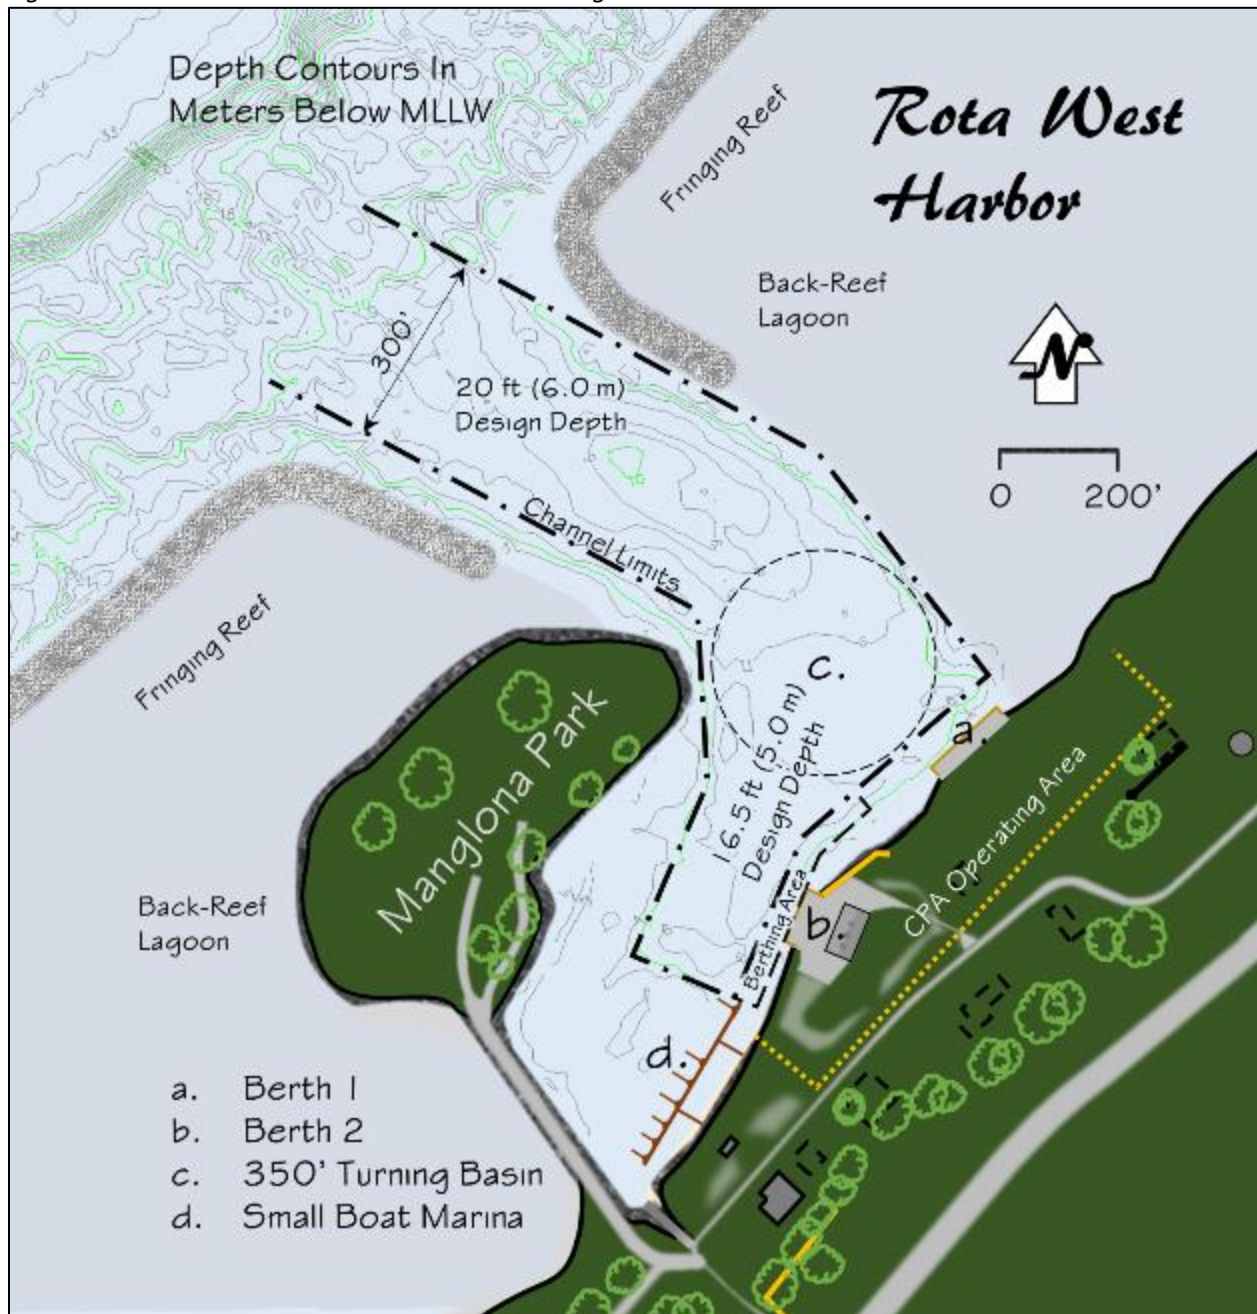 Depth Contours In
Meters Below MLLW
Rota West
Harbor
Fringing Reef
Back-Reef
Lagoon
N
300'
20 ft (6.0 m)
Design Depth
0 200'
Channel Limits
Fringing Reef
c.
16.5 ft (5.0 m)
Design Depth
a.
Manglona Park
CPA Operating Area
Berthing Area
b.
Back-Reef
Lagoon
d.
a. Berth 1
b. Berth 2
c. 350' Turning Basin
d. Small Boat Marina